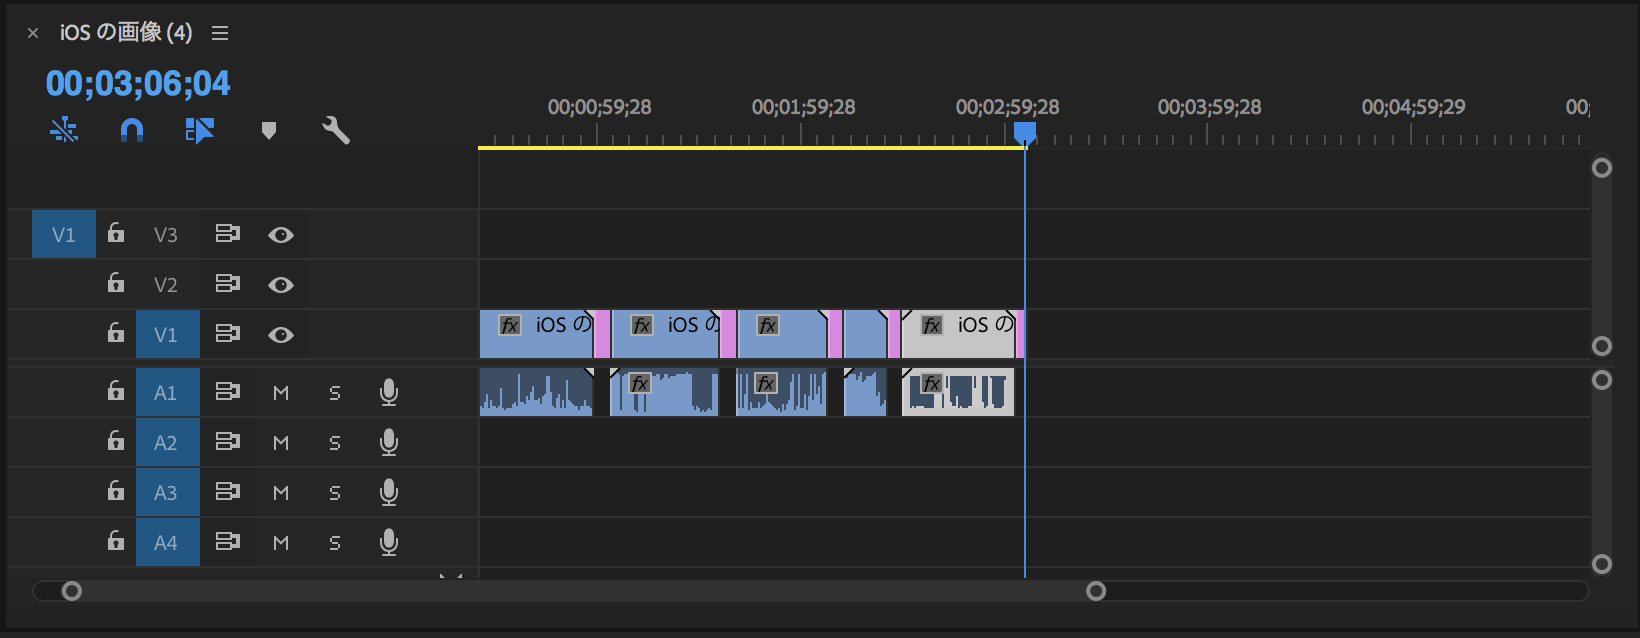 × iOS の画像 (4)
00;03;06;04
00;00;59;28 00;01;59;28 00;02;59;28 00;03;59;28 00;04;59;29 00;
V1 V3
V2
V1
fx iOS の fx iOS の fx fx iOS の
A1 M S fx fx fx
A2 M S
A3 M S
A4 M S